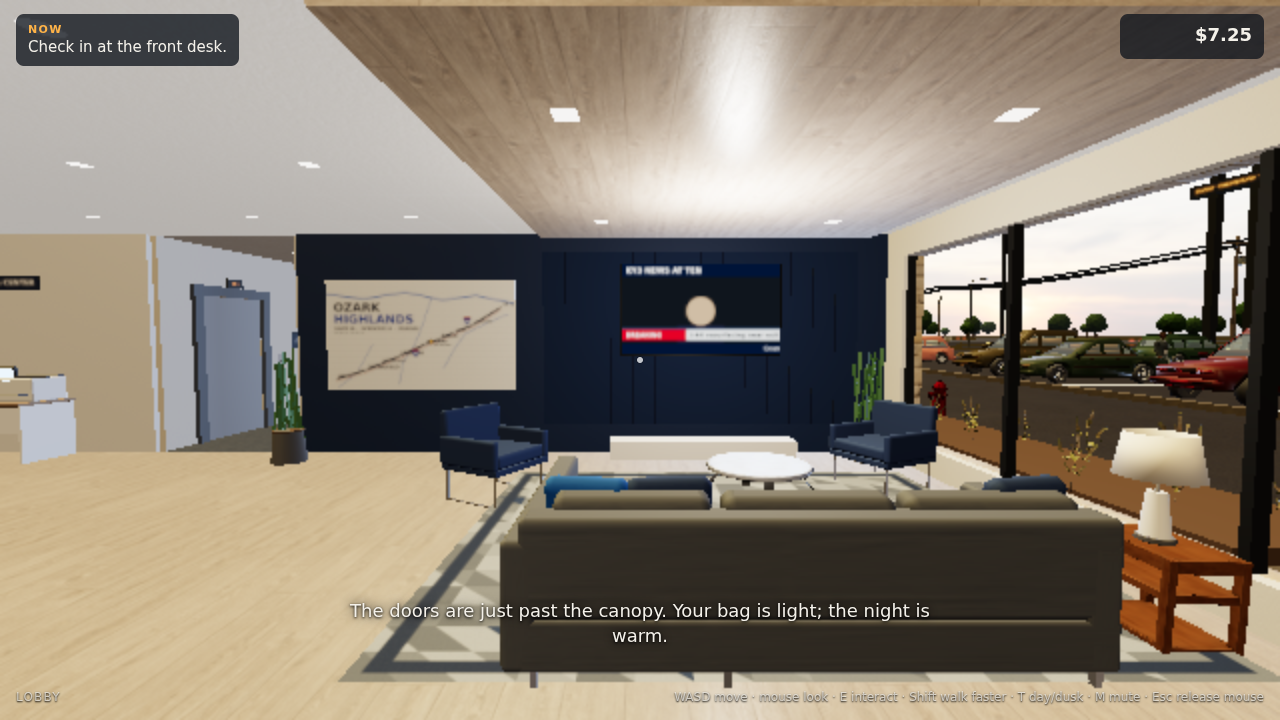 NOW
Check in at the front desk.
$7.25
CENTER
OZARK
HIGHLANDS
KY3 NEWS AT TEN
BREAKING
The doors are just past the canopy. Your bag is light; the night is
warm.
LOBBY
WASD move · mouse look · E interact · Shift walk faster · T day/dusk · M mute · Esc release mouse